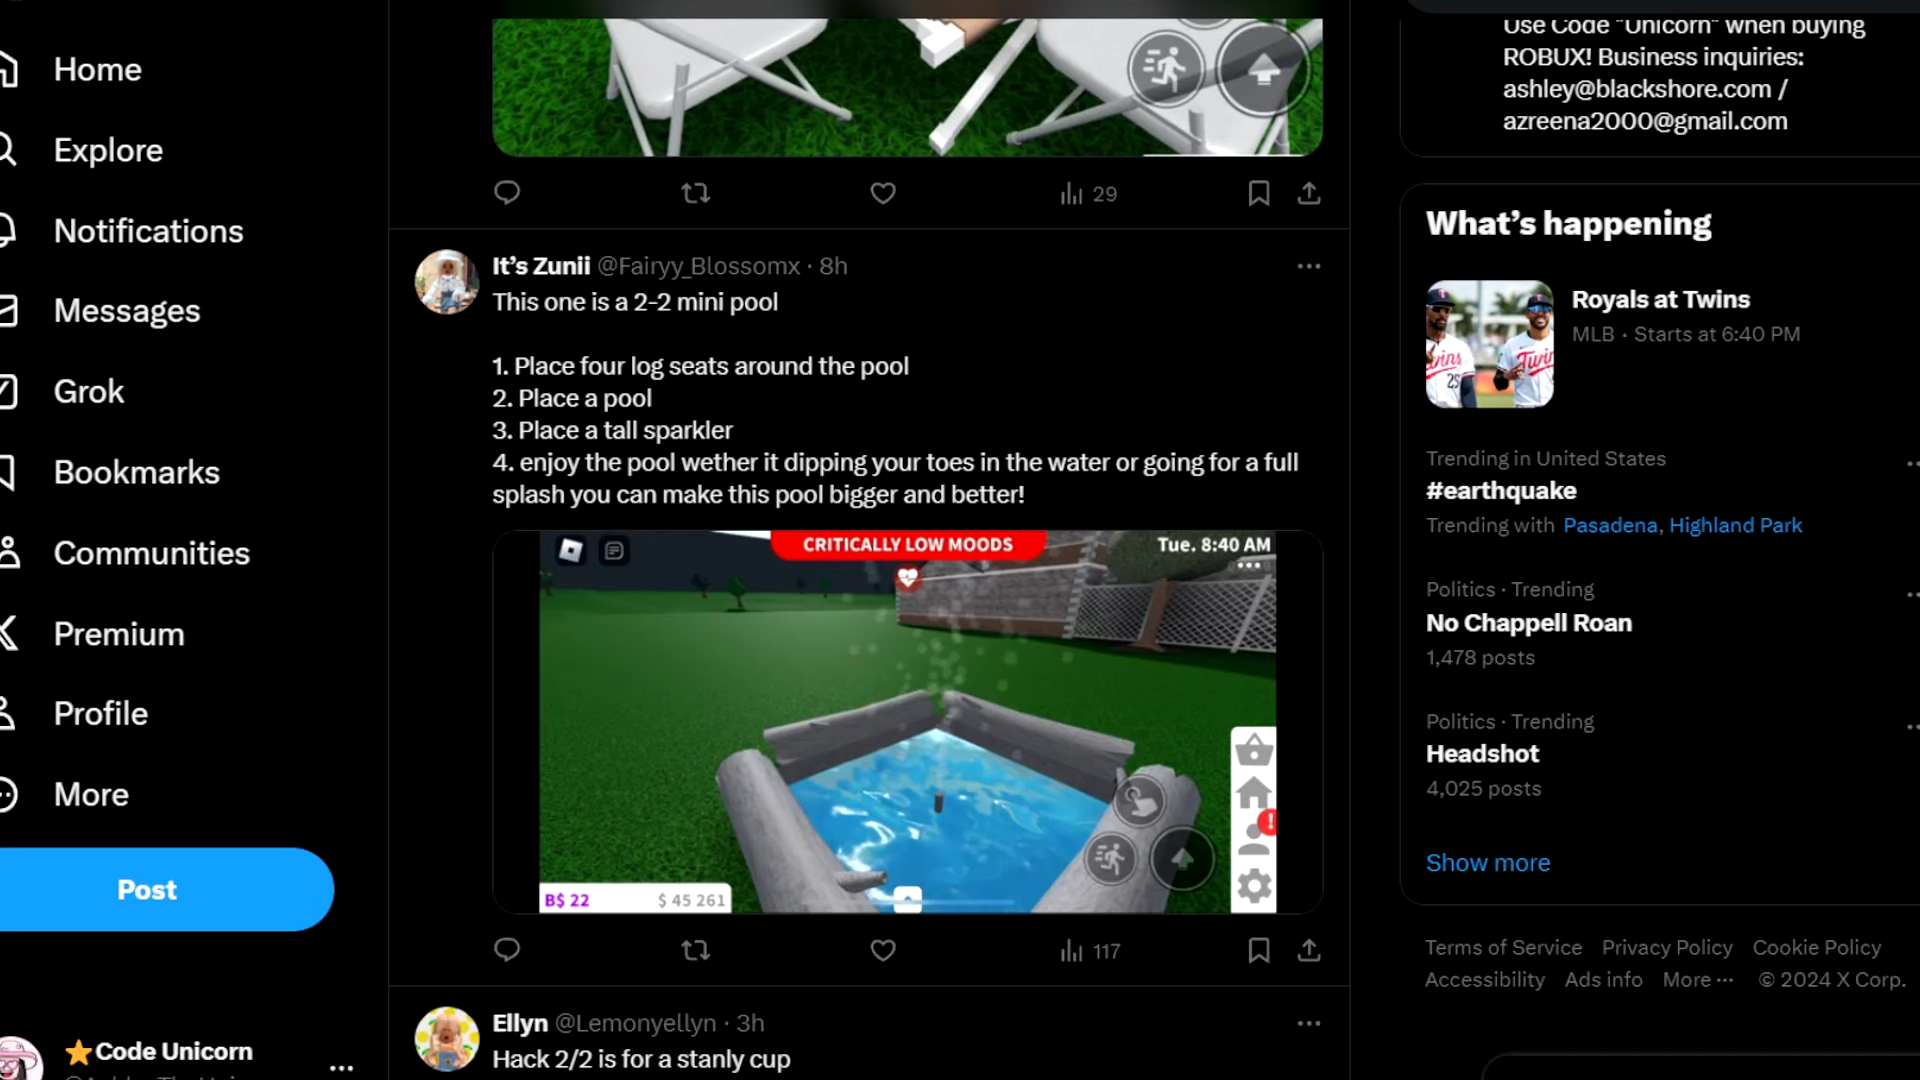 Home
Explore
Notifications
Messages
Grok
Bookmarks
Communities
Premium
Profile
More
Post
⭐Code Unicorn
29
It's Zunii @Fairyy_Blossomx · 8h
This one is a 2-2 mini pool
1. Place four log seats around the pool
2. Place a pool
3. Place a tall sparkler
4. enjoy the pool wether it dipping your toes in the water or going for a full
splash you can make this pool bigger and better!
CRITICALLY LOW MOODS
Tue. 8:40 AM
B$ 22
$ 45 261
117
Ellyn @Lemonyellyn · 3h
Hack 2/2 is for a stanly cup
Use Code "Unicorn" when buying
ROBUX! Business inquiries:
ashley@blackshore.com /
azreena2000@gmail.com
What's happening
Royals at Twins
MLB · Starts at 6:40 PM
Trending in United States
#earthquake
Trending with Pasadena, Highland Park
Politics · Trending
No Chappell Roan
1,478 posts
Politics · Trending
Headshot
4,025 posts
Show more
Terms of Service Privacy Policy Cookie Policy
Accessibility Ads info More ··· © 2024 X Corp.